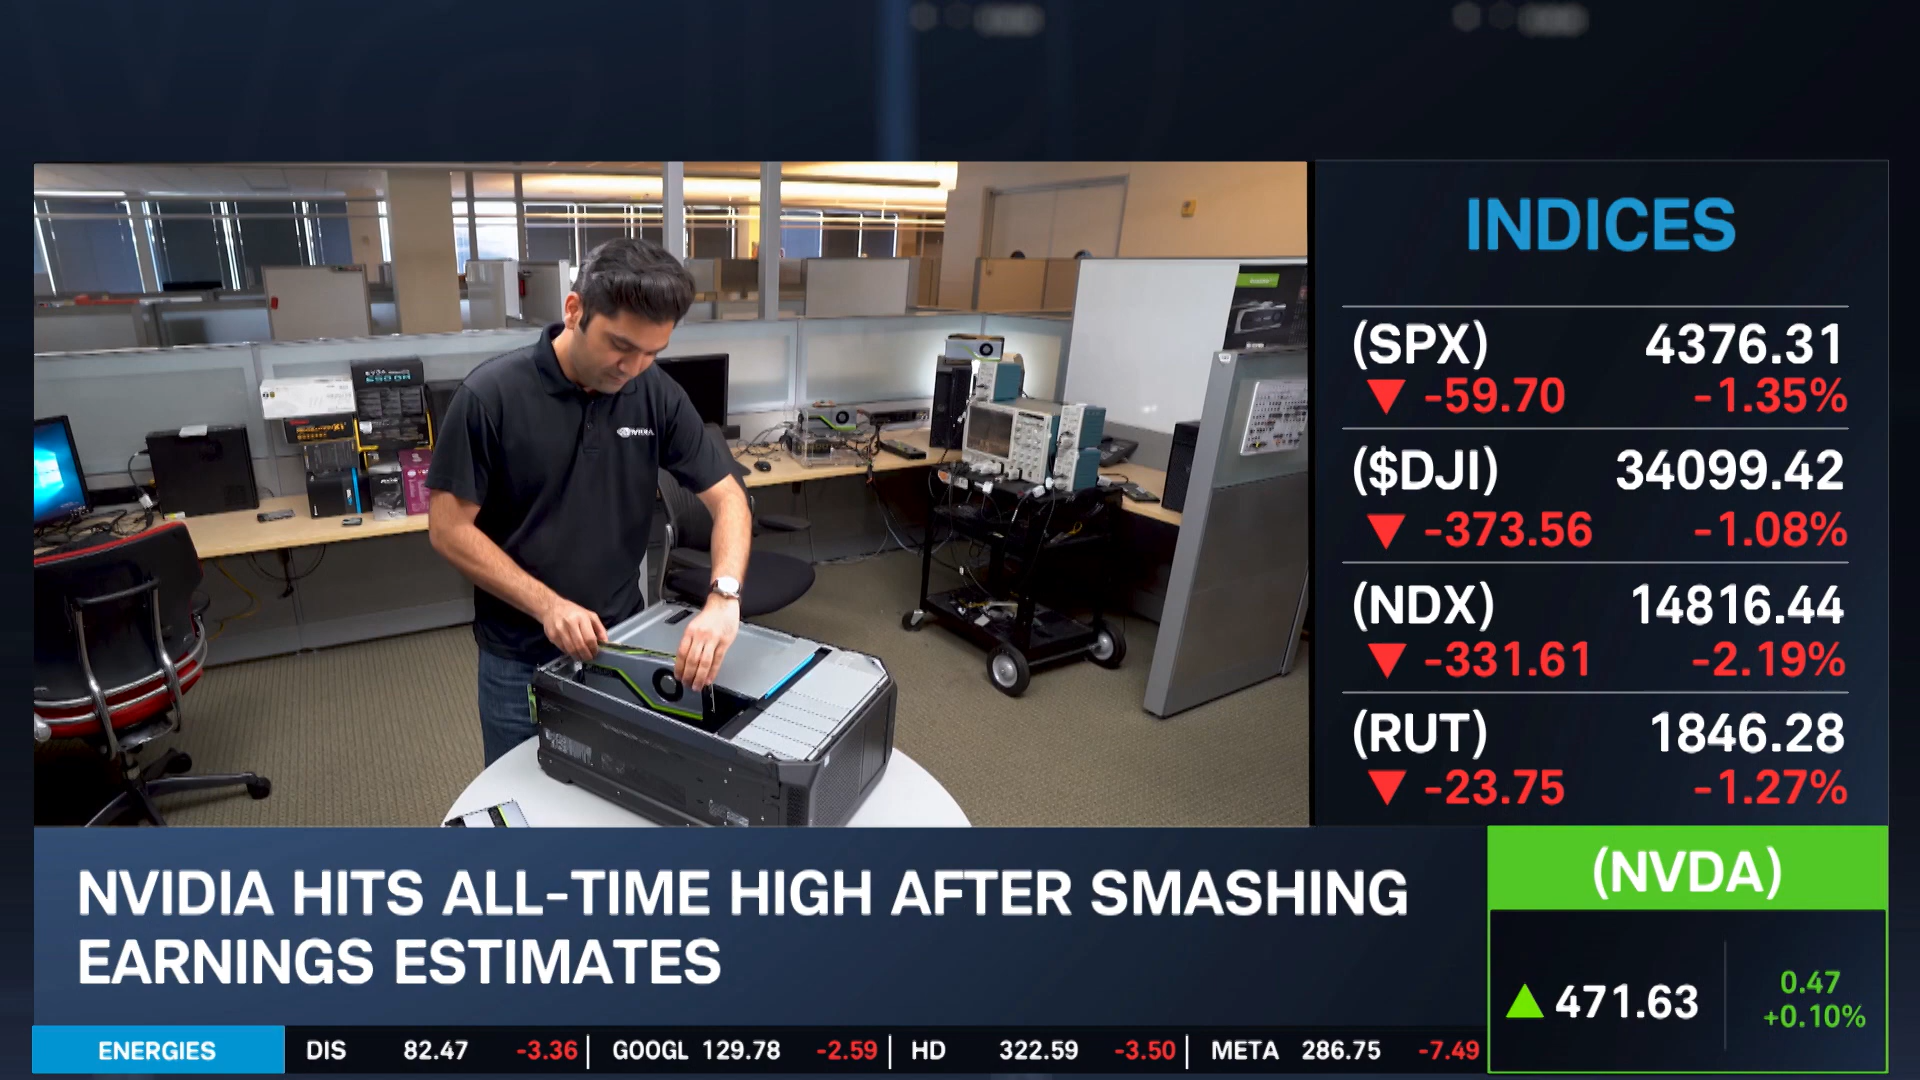 INDICES
(SPX) 4376.31
▼ -59.70 -1.35%
($DJI) 34099.42
▼ -373.56 -1.08%
(NDX) 14816.44
▼ -331.61 -2.19%
(RUT) 1846.28
▼ -23.75 -1.27%
NVIDIA
NVIDIA HITS ALL-TIME HIGH AFTER SMASHING
EARNINGS ESTIMATES
(NVDA)
▲ 471.63
0.47
+0.10%
ENERGIES
DIS 82.47 -3.36 | GOOGL 129.78 -2.59 | HD 322.59 -3.50 | META 286.75 -7.49